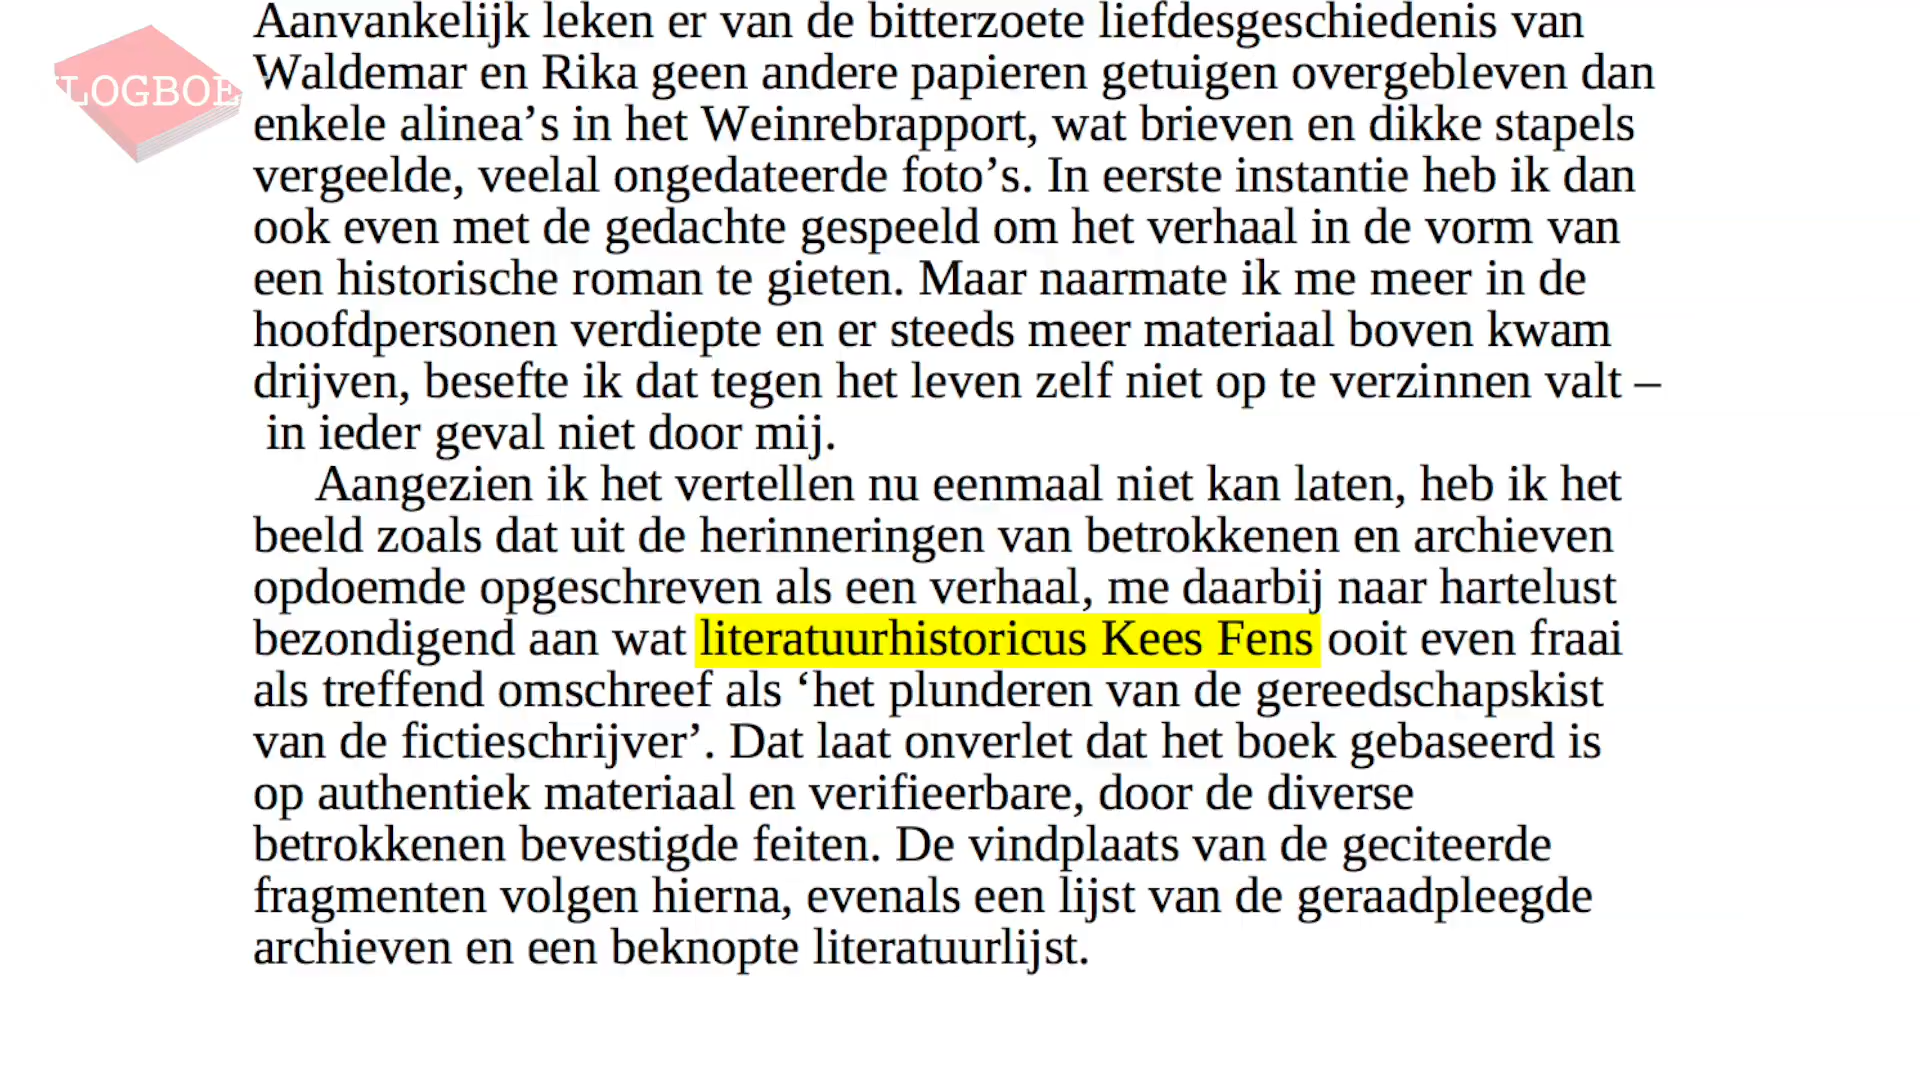 Aanvankelijk leken er van de bitterzoete liefdesgeschiedenis van
Waldemar en Rika geen andere papieren getuigen overgebleven dan
LOGBOE
enkele alinea’s in het Weinrebrapport, wat brieven en dikke stapels
vergeelde, veelal ongedateerde foto’s. In eerste instantie heb ik dan
ook even met de gedachte gespeeld om het verhaal in de vorm van
een historische roman te gieten. Maar naarmate ik me meer in de
hoofdpersonen verdiepte en er steeds meer materiaal boven kwam
drijven, besefte ik dat tegen het leven zelf niet op te verzinnen valt –
in ieder geval niet door mij.
Aangezien ik het vertellen nu eenmaal niet kan laten, heb ik het
beeld zoals dat uit de herinneringen van betrokkenen en archieven
opdoemde opgeschreven als een verhaal, me daarbij naar hartelust
bezondigend aan wat literatuurhistoricus Kees Fens ooit even fraai
als treffend omschreef als ‘het plunderen van de gereedschapskist
van de fictieschrijver’. Dat laat onverlet dat het boek gebaseerd is
op authentiek materiaal en verifieerbare, door de diverse
betrokkenen bevestigde feiten. De vindplaats van de geciteerde
fragmenten volgen hierna, evenals een lijst van de geraadpleegde
archieven en een beknopte literatuurlijst.